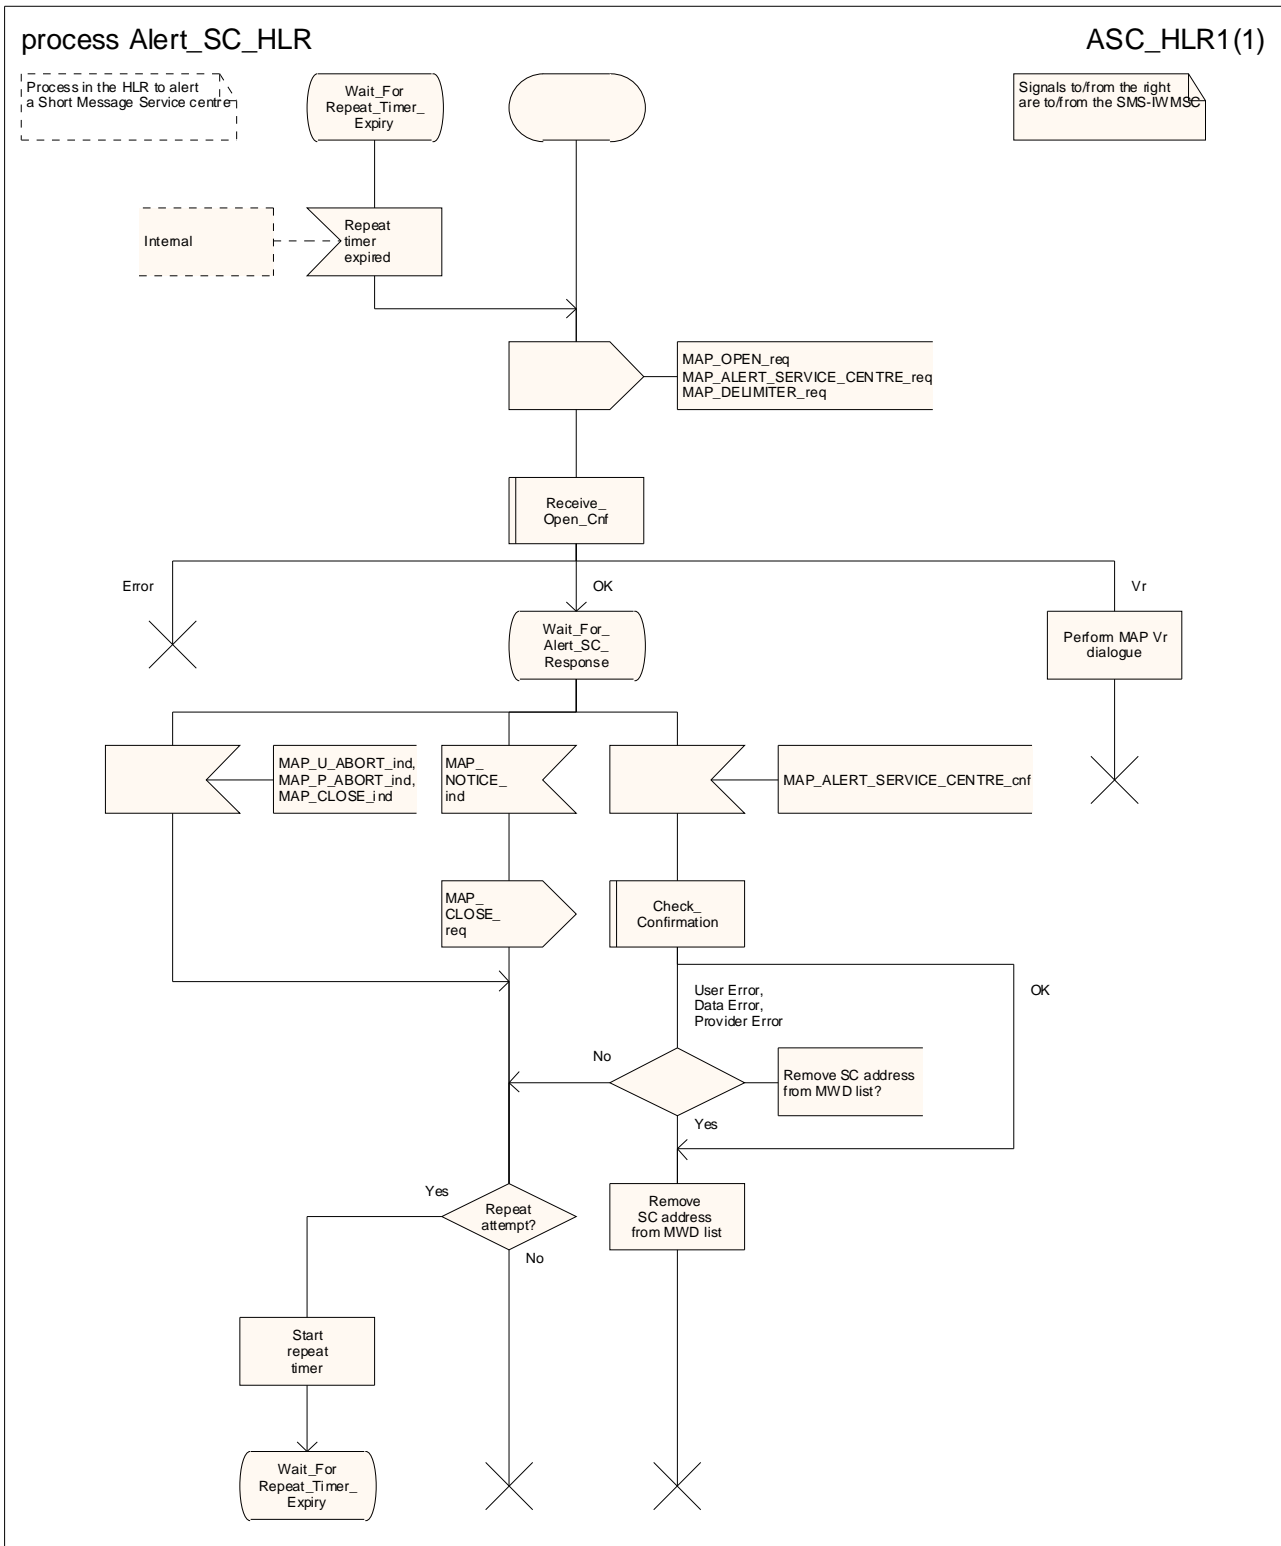 process Alert_SC_HLR
ASC_HLR1(1)
Process in the HLR to alert
a Short Message Service centre
Wait_For
Repeat_Timer_
Expiry
Signals to/from the right
are to/from the SMS-IWMSC
Internal
Repeat
timer
expired
MAP_OPEN_req
MAP_ALERT_SERVICE_CENTRE_req
MAP_DELIMITER_req
Receive_
Open_Cnf
Error
OK
Vr
Wait_For_
Alert_SC_
Response
Perform MAP Vr
dialogue
MAP_U_ABORT_ind,
MAP_P_ABORT_ind,
MAP_CLOSE_ind
MAP_
NOTICE_
ind
MAP_ALERT_SERVICE_CENTRE_cnf
MAP_
CLOSE_
req
Check_
Confirmation
User Error,
Data Error,
Provider Error
OK
No
Remove SC address
from MWD list?
Yes
Yes
Repeat
attempt?
No
Remove
SC address
from MWD list
Start
repeat
timer
Wait_For
Repeat_Timer_
Expiry